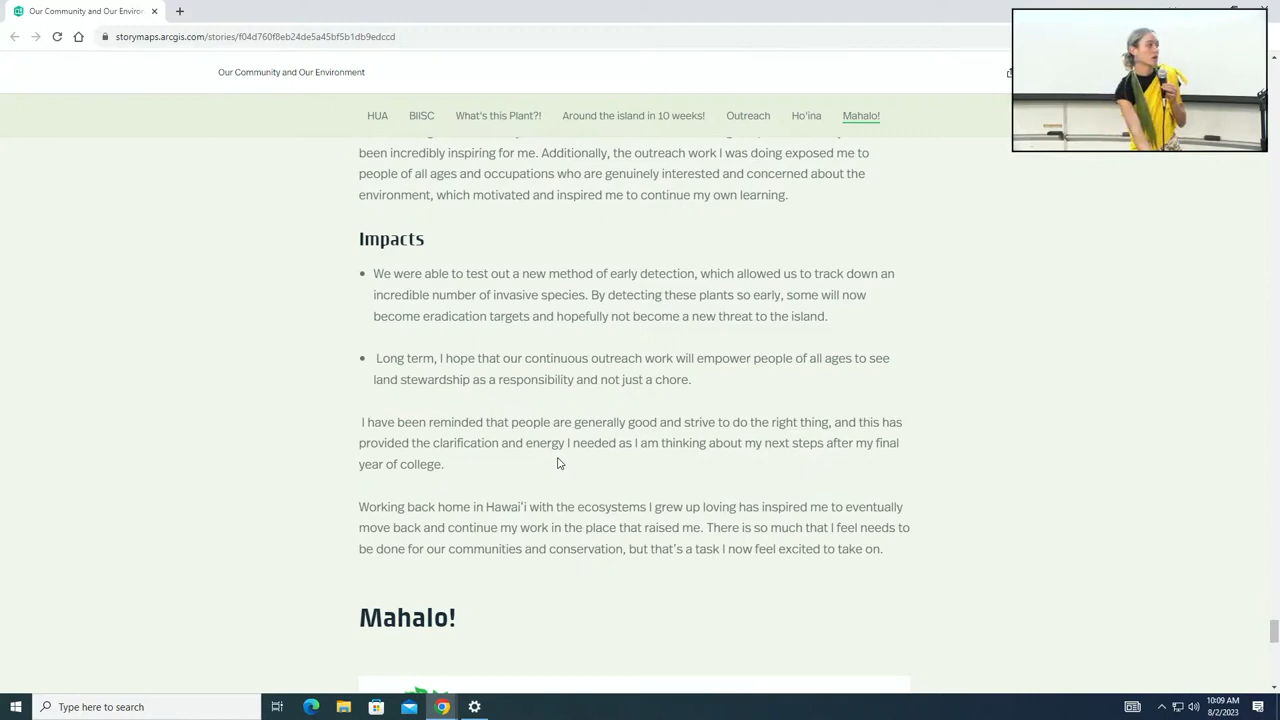 Our Community and Our Enviror
storymaps.arcgis.com/stories/f04d760f8eb24de5a45bf5b1db9edccd
Our Community and Our Environment
HUA BIISC What's this Plant?! Around the island in 10 weeks! Outreach Ho'ina Mahalo!
been incredibly inspiring for me. Additionally, the outreach work I was doing exposed me to
people of all ages and occupations who are genuinely interested and concerned about the
environment, which motivated and inspired me to continue my own learning.
Impacts
• We were able to test out a new method of early detection, which allowed us to track down an
incredible number of invasive species. By detecting these plants so early, some will now
become eradication targets and hopefully not become a new threat to the island.
• Long term, I hope that our continuous outreach work will empower people of all ages to see
land stewardship as a responsibility and not just a chore.
I have been reminded that people are generally good and strive to do the right thing, and this has
provided the clarification and energy I needed as I am thinking about my next steps after my final
year of college.
Working back home in Hawaiʻi with the ecosystems I grew up loving has inspired me to eventually
move back and continue my work in the place that raised me. There is so much that I feel needs to
be done for our communities and conservation, but that's a task I now feel excited to take on.
Mahalo!
Type here to search
10:09 AM
8/2/2023